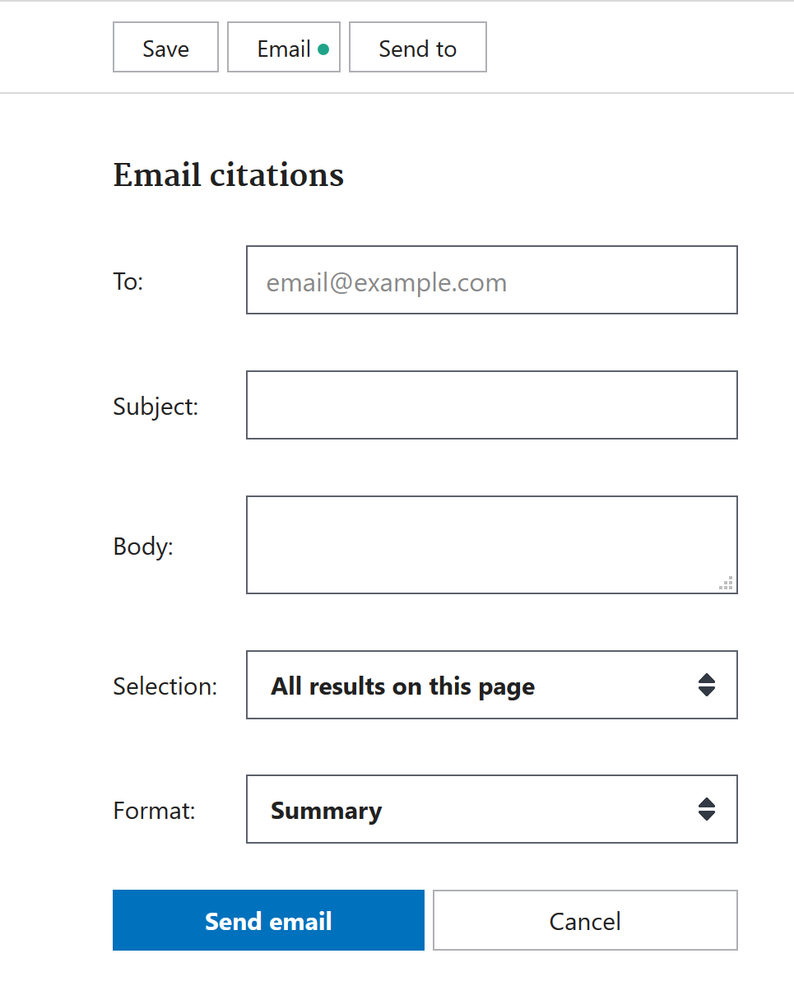 Save Email Send to
Email citations
To: email@example.com
Subject:
Body:
Selection: All results on this page
Format: Summary
Send email Cancel